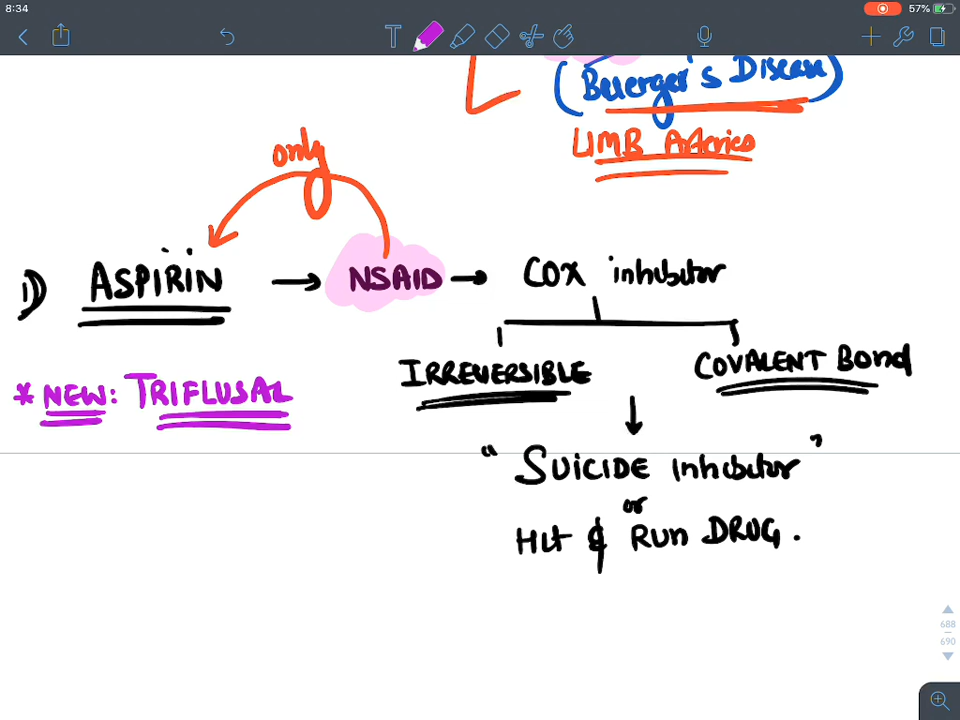 8:34
57%
T
(Buerger's Disease)
LIMB Arteries
only
1) ASPIRIN → NSAID → COX inhibitor
IRREVERSIBLE COVALENT Bond
* NEW: TRIFLUSAL
"SUICIDE inhibitor"
or
Hit & Run DRUG.
688
690